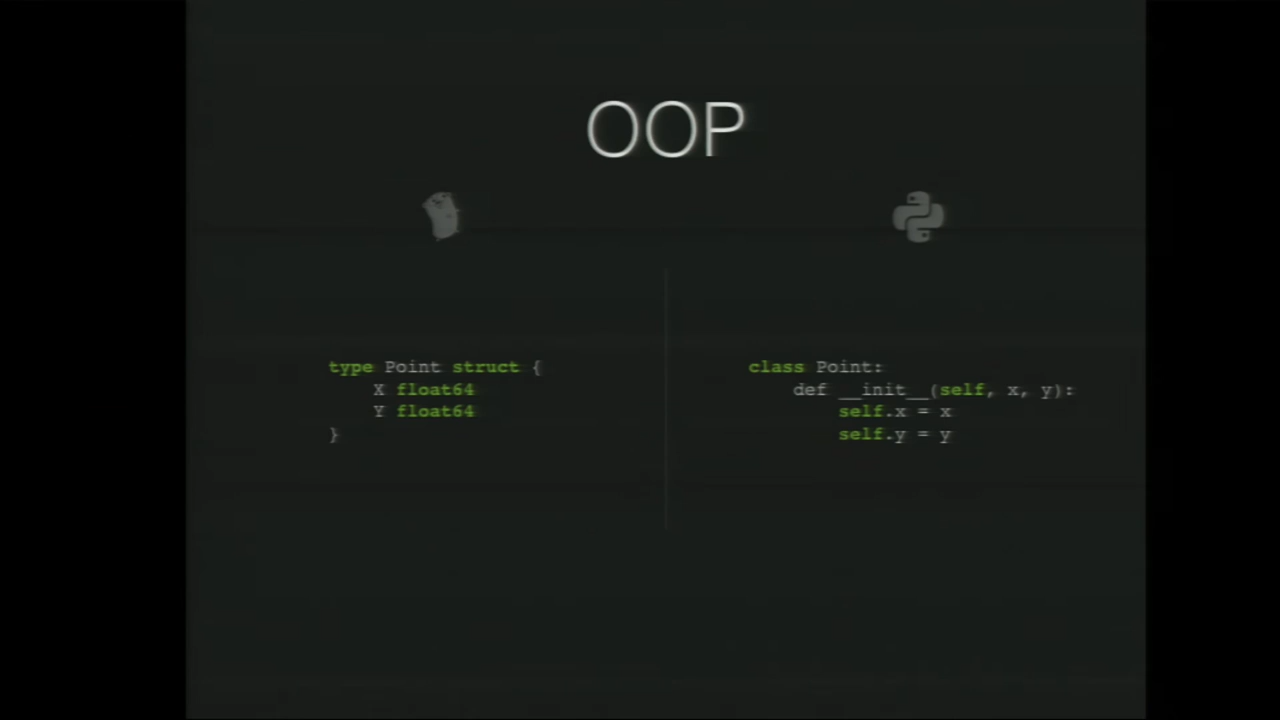 OOP
type Point struct {
    X float64
    Y float64
}
class Point:
    def __init__(self, x, y):
        self.x = x
        self.y = y